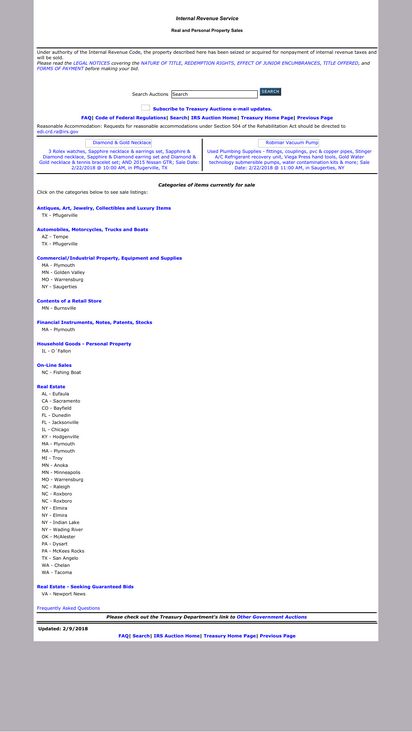 Internal Revenue Service
Real and Personal Property Sales
Under authority of the Internal Revenue Code, the property described here has been seized or acquired for nonpayment of internal revenue taxes and
will be sold.
Please read the LEGAL NOTICES covering the NATURE OF TITLE, REDEMPTION RIGHTS, EFFECT OF JUNIOR ENCUMBRANCES, TITLE OFFERED, and
FORMS OF PAYMENT before making your bid.
Search Auctions Search SEARCH
Subscribe to Treasury Auctions e-mail updates.
FAQ| Code of Federal Regulations| Search| IRS Auction Home| Treasury Home Page| Previous Page
Reasonable Accommodation: Requests for reasonable accommodations under Section 504 of the Rehabilitation Act should be directed to
edi.crd.ra@irs.gov
Diamond & Gold Necklace
3 Rolex watches, Sapphire necklace & earrings set, Sapphire &
Diamond necklace, Sapphire & Diamond earring set and Diamond &
Gold necklace & tennis bracelet set; AND 2015 Nissan GTR; Sale Date:
2/22/2018 @ 10:00 AM, in Pflugerville, TX
Robinair Vacuum Pump
Used Plumbing Supplies - fittings, couplings, pvc & copper pipes, Stinger
A/C Refrigerant recovery unit, Viega Press hand tools, Gold Water
technology submersible pumps, water contamination kits & more; Sale
Date: 2/22/2018 @ 11:00 AM, in Saugerties, NY
Categories of items currently for sale
Click on the categories below to see sale listings:
Antiques, Art, Jewelry, Collectibles and Luxury Items
TX - Pflugerville
Automobiles, Motorcycles, Trucks and Boats
AZ - Tempe
TX - Pflugerville
Commercial/Industrial Property, Equipment and Supplies
MA - Plymouth
MN - Golden Valley
MO - Warrensburg
NY - Saugerties
Contents of a Retail Store
MN - Burnsville
Financial Instruments, Notes, Patents, Stocks
MA - Plymouth
Household Goods - Personal Property
IL - O`Fallon
On-Line Sales
NC - Fishing Boat
Real Estate
AL - Eufaula
CA - Sacramento
CO - Bayfield
FL - Dunedin
FL - Jacksonville
IL - Chicago
KY - Hodgenville
MA - Plymouth
MA - Plymouth
MI - Troy
MN - Anoka
MN - Minneapolis
MO - Warrensburg
NC - Raleigh
NC - Roxboro
NC - Roxboro
NY - Elmira
NY - Elmira
NY - Indian Lake
NY - Wading River
OK - McAlester
PA - Dysart
PA - McKees Rocks
TX - San Angelo
WA - Chelan
WA - Tacoma
Real Estate - Seeking Guaranteed Bids
VA - Newport News
Frequently Asked Questions
Please check out the Treasury Department's link to Other Government Auctions
Updated: 2/9/2018
FAQ| Search| IRS Auction Home| Treasury Home Page| Previous Page